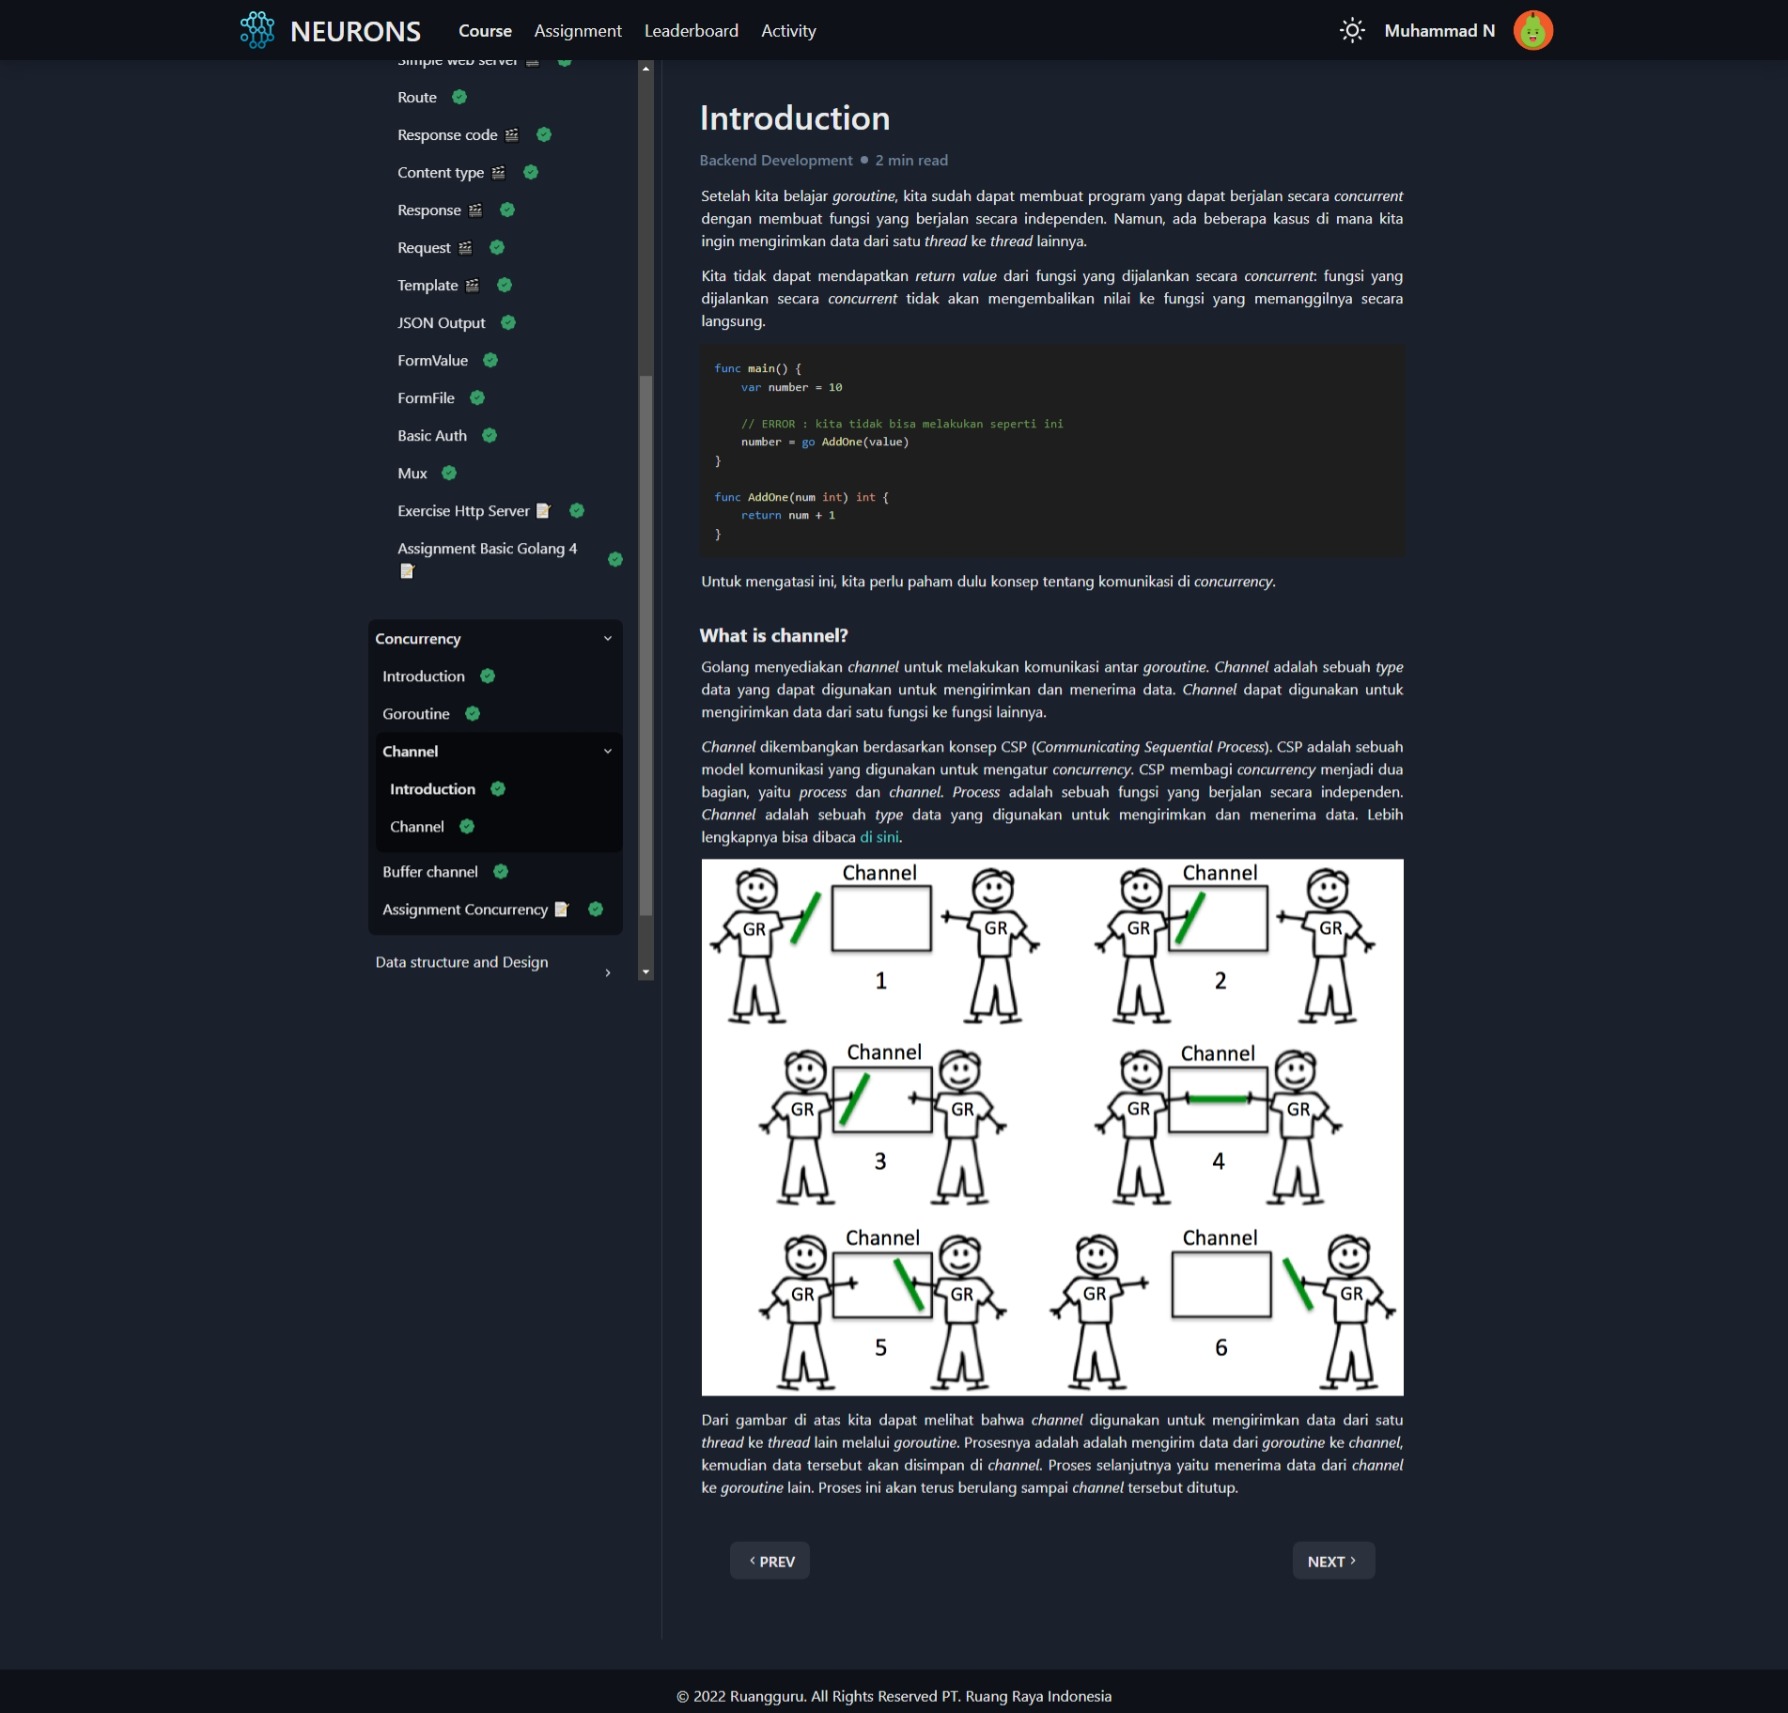 NEURONS
Course
Assignment
Leaderboard
Activity
Muhammad N
Simple web server
Route
Response code
Content type
Response
Request
Template
JSON Output
FormValue
FormFile
Basic Auth
Mux
Exercise Http Server
Assignment Basic Golang 4
Concurrency
Introduction
Goroutine
Channel
Introduction
Channel
Buffer channel
Assignment Concurrency
Data structure and Design
Introduction
Backend Development • 2 min read
Setelah kita belajar goroutine, kita sudah dapat membuat program yang dapat berjalan secara concurrent
dengan membuat fungsi yang berjalan secara independen. Namun, ada beberapa kasus di mana kita
ingin mengirimkan data dari satu thread ke thread lainnya.
Kita tidak dapat mendapatkan return value dari fungsi yang dijalankan secara concurrent: fungsi yang
dijalankan secara concurrent tidak akan mengembalikan nilai ke fungsi yang memanggilnya secara
langsung.
func main() {
var number = 10
// ERROR : kita tidak bisa melakukan seperti ini
number = go AddOne(value)
}
func AddOne(num int) int {
return num + 1
}
Untuk mengatasi ini, kita perlu paham dulu konsep tentang komunikasi di concurrency.
What is channel?
Golang menyediakan channel untuk melakukan komunikasi antar goroutine. Channel adalah sebuah type
data yang dapat digunakan untuk mengirimkan dan menerima data. Channel dapat digunakan untuk
mengirimkan data dari satu fungsi ke fungsi lainnya.
Channel dikembangkan berdasarkan konsep CSP (Communicating Sequential Process). CSP adalah sebuah
model komunikasi yang digunakan untuk mengatur concurrency. CSP membagi concurrency menjadi dua
bagian, yaitu process dan channel. Process adalah sebuah fungsi yang berjalan secara independen.
Channel adalah sebuah type data yang digunakan untuk mengirimkan dan menerima data. Lebih
lengkapnya bisa dibaca di sini.
Channel
GR
GR
1
Channel
GR
GR
2
Channel
GR
GR
3
Channel
GR
GR
4
Channel
GR
GR
5
Channel
GR
GR
6
Dari gambar di atas kita dapat melihat bahwa channel digunakan untuk mengirimkan data dari satu
thread ke thread lain melalui goroutine. Prosesnya adalah adalah mengirim data dari goroutine ke channel,
kemudian data tersebut akan disimpan di channel. Proses selanjutnya yaitu menerima data dari channel
ke goroutine lain. Proses ini akan terus berulang sampai channel tersebut ditutup.
PREV
NEXT
© 2022 Ruangguru. All Rights Reserved PT. Ruang Raya Indonesia